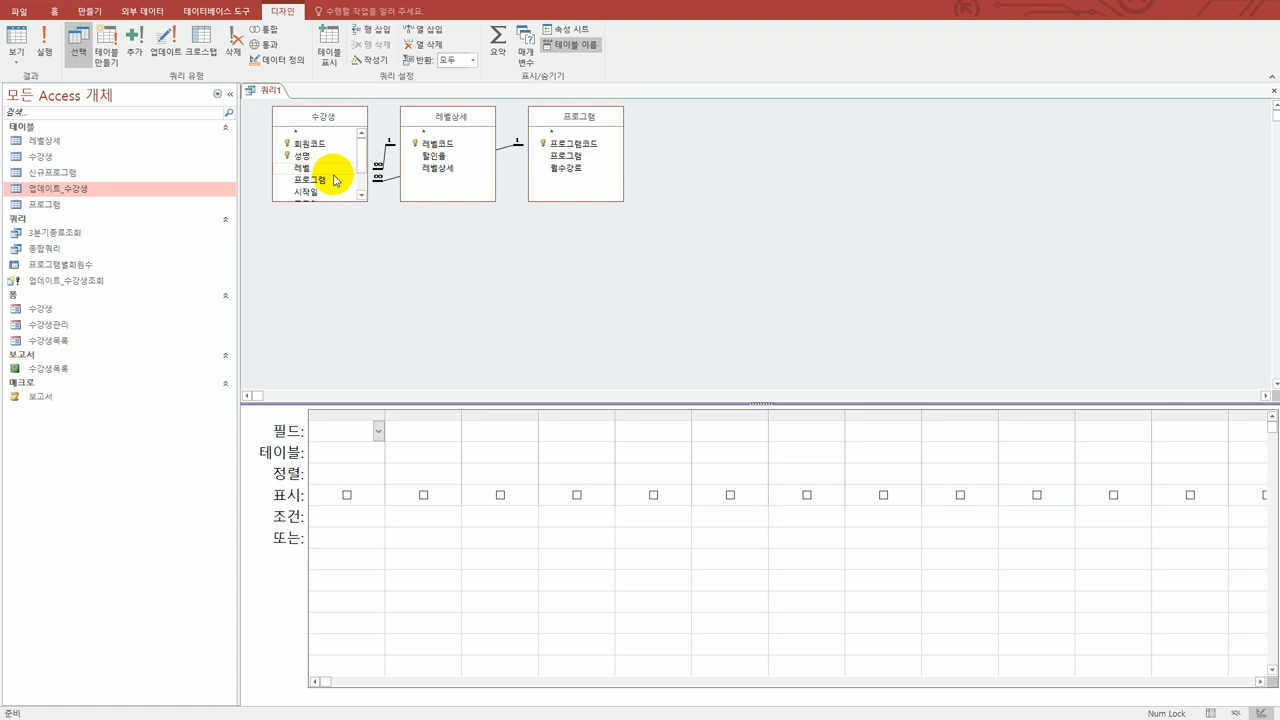 파일 홈 만들기 외부 데이터 데이터베이스 도구 디자인 수행할 작업을 알려 주세요.
보기 실행 선택 테이블 만들기 추가 업데이트 크로스탭 삭제 통합 통과 데이터 정의 테이블 표시 행 삽입 행 삭제 작성기 열 삽입 열 삭제 반환: 모두 요약 매개 변수 속성 시트 테이블 이름
결과 쿼리 유형 쿼리 설정 표시/숨기기
모든 Access 개체
검색...
테이블
레벨상세
수강생
신규프로그램
업데이트_수강생
프로그램
쿼리
3분기종료조회
종합쿼리
프로그램별회원수
업데이트_수강생조회
폼
수강생
수강생관리
수강생목록
보고서
수강생목록
매크로
보고서
쿼리1
수강생
*
회원코드
성명
레벨
프로그램
시작일
레벨상세
*
레벨코드
할인율
레벨상세
프로그램
*
프로그램코드
프로그램
월수강료
1
1
∞
∞
필드:
테이블:
정렬:
표시:
조건:
또는:
준비 Num Lock SQL